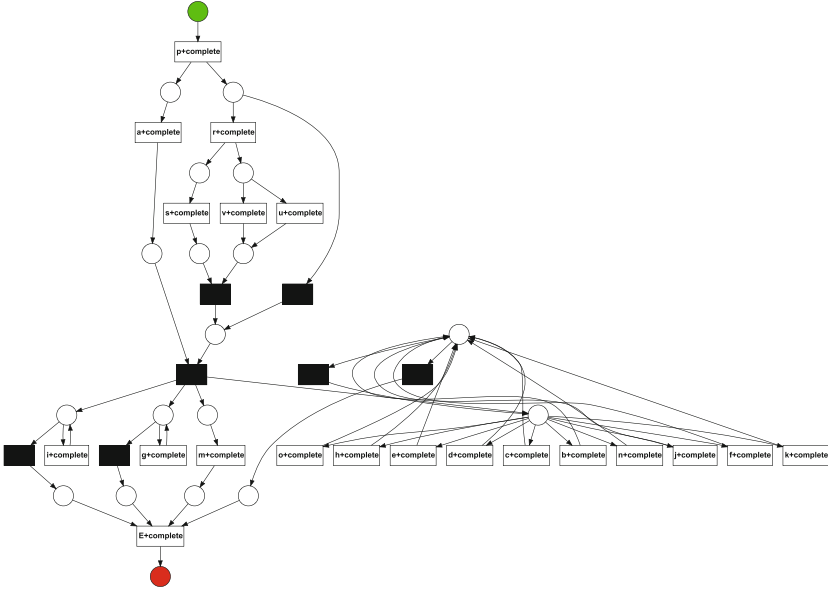 p+complete
a+complete
r+complete
s+complete
v+complete
u+complete
i+complete
g+complete
m+complete
o+complete
h+complete
e+complete
d+complete
c+complete
b+complete
n+complete
j+complete
f+complete
k+complete
E+complete